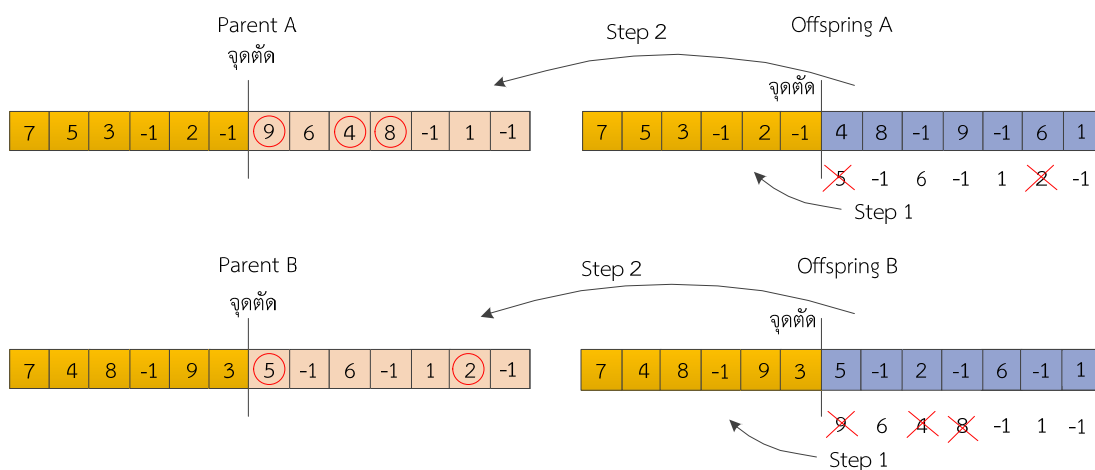 Parent A
Step 2
Offspring A
จุดตัด
จุดตัด
7 5 3 -1 2 -1 9 6 4 8 -1 1 -1
7 5 3 -1 2 -1 4 8 -1 9 -1 6 1
5 -1 6 -1 1 2 -1
Step 1
Parent B
Step 2
Offspring B
จุดตัด
จุดตัด
7 4 8 -1 9 3 5 -1 6 -1 1 2 -1
7 4 8 -1 9 3 5 -1 2 -1 6 -1 1
9 6 4 8 -1 1 -1
Step 1